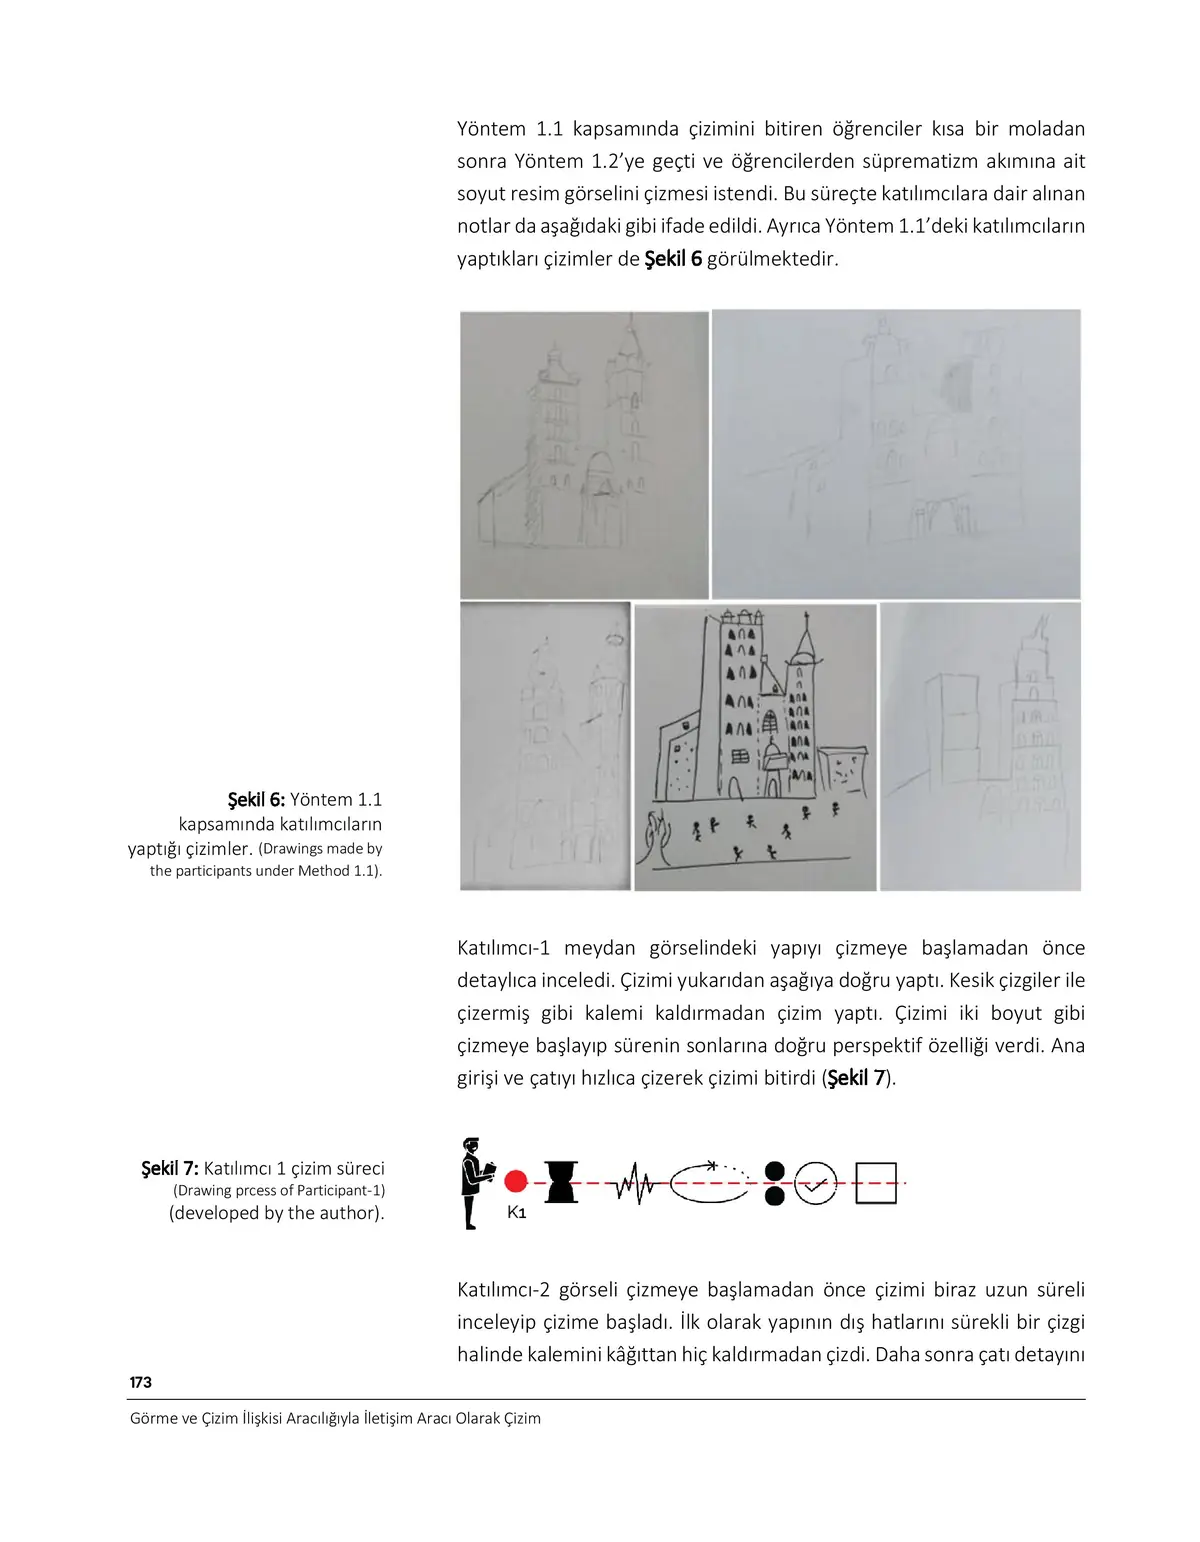 Yöntem 1.1 kapsamında çizimini bitiren öğrenciler kısa bir moladan
sonra Yöntem 1.2’ye geçti ve öğrencilerden süprematizm akımına ait
soyut resim görselini çizmesi istendi. Bu süreçte katılımcılara dair alınan
notlar da aşağıdaki gibi ifade edildi. Ayrıca Yöntem 1.1’deki katılımcıların
yaptıkları çizimler de Şekil 6 görülmektedir.
Şekil 6: Yöntem 1.1
kapsamında katılımcıların
yaptığı çizimler. (Drawings made by
the participants under Method 1.1).
Katılımcı-1 meydan görselindeki yapıyı çizmeye başlamadan önce
detaylıca inceledi. Çizimi yukarıdan aşağıya doğru yaptı. Kesik çizgiler ile
çizermiş gibi kalemi kaldırmadan çizim yaptı. Çizimi iki boyut gibi
çizmeye başlayıp sürenin sonlarına doğru perspektif özelliği verdi. Ana
girişi ve çatıyı hızlıca çizerek çizimi bitirdi (Şekil 7).
Şekil 7: Katılımcı 1 çizim süreci
(Drawing prcess of Participant-1)
(developed by the author).
K1
Katılımcı-2 görseli çizmeye başlamadan önce çizimi biraz uzun süreli
inceleyip çizime başladı. İlk olarak yapının dış hatlarını sürekli bir çizgi
halinde kalemini kâğıttan hiç kaldırmadan çizdi. Daha sonra çatı detayını
173
Görme ve Çizim İlişkisi Aracılığıyla İletişim Aracı Olarak Çizim